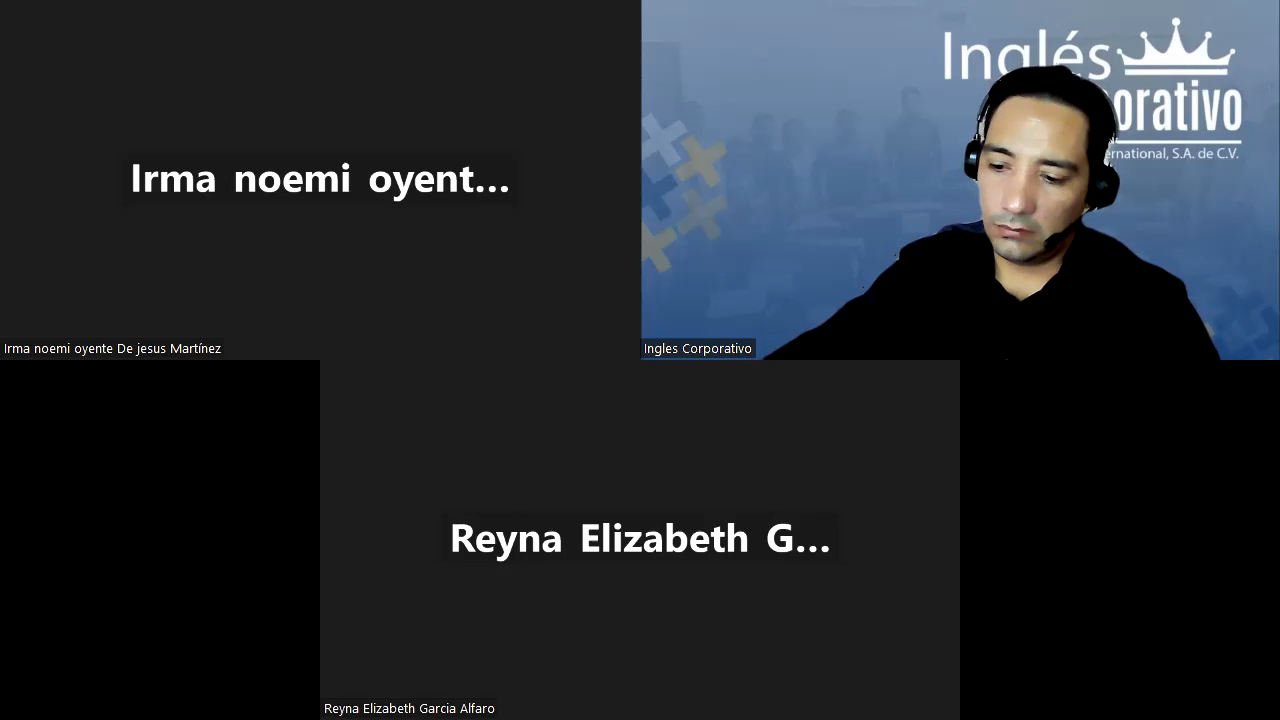 Irma noemi oyent...
Irma noemi oyente De jesus Martínez
Inglés
orativo
ernational, S.A. de C.V.
Ingles Corporativo
Reyna Elizabeth G...
Reyna Elizabeth Garcia Alfaro